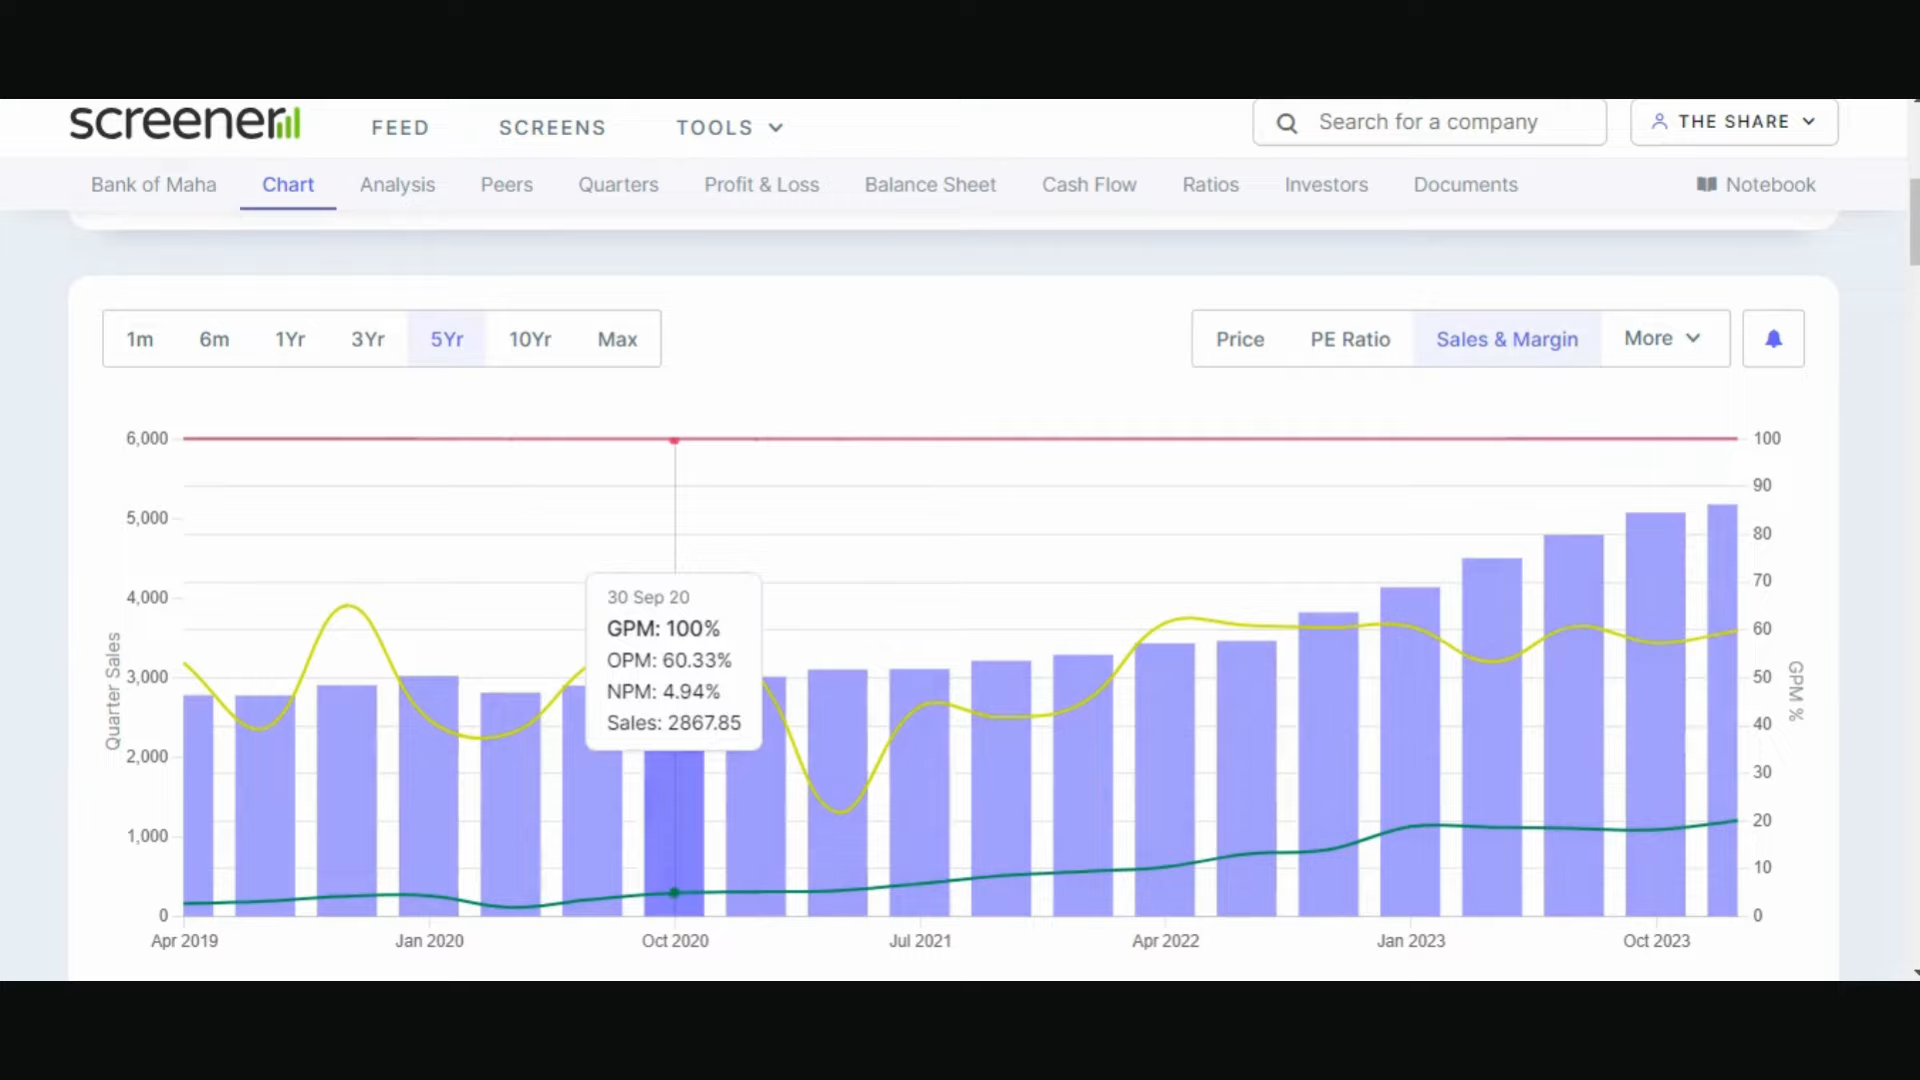 screener
FEED
SCREENS
TOOLS
Search for a company
THE SHARE
Bank of Maha
Chart
Analysis
Peers
Quarters
Profit & Loss
Balance Sheet
Cash Flow
Ratios
Investors
Documents
Notebook
1m
6m
1Yr
3Yr
5Yr
10Yr
Max
Price
PE Ratio
Sales & Margin
More
6,000
5,000
4,000
3,000
2,000
1,000
0
Quarter Sales
30 Sep 20
GPM: 100%
OPM: 60.33%
NPM: 4.94%
Sales: 2867.85
100
90
80
70
60
50
40
30
20
10
0
GPM %
Apr 2019
Jan 2020
Oct 2020
Jul 2021
Apr 2022
Jan 2023
Oct 2023